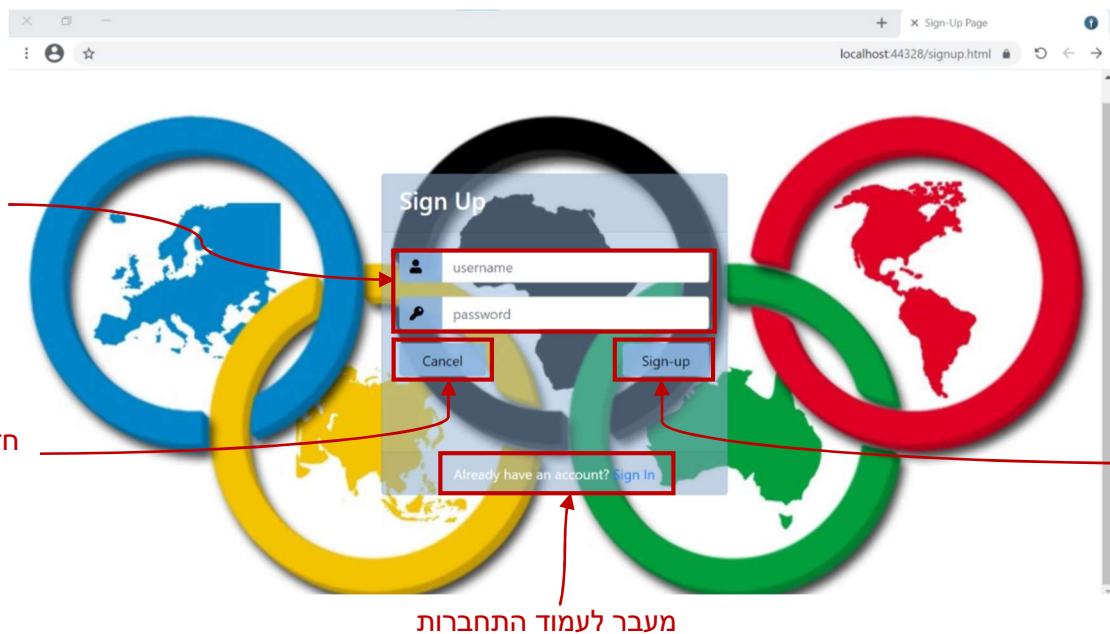 Sign-Up Page
localhost:44328/signup.html
Sign Up
username
password
Cancel
Sign-up
Already have an account? Sign In
מעבר לעמוד התחברות